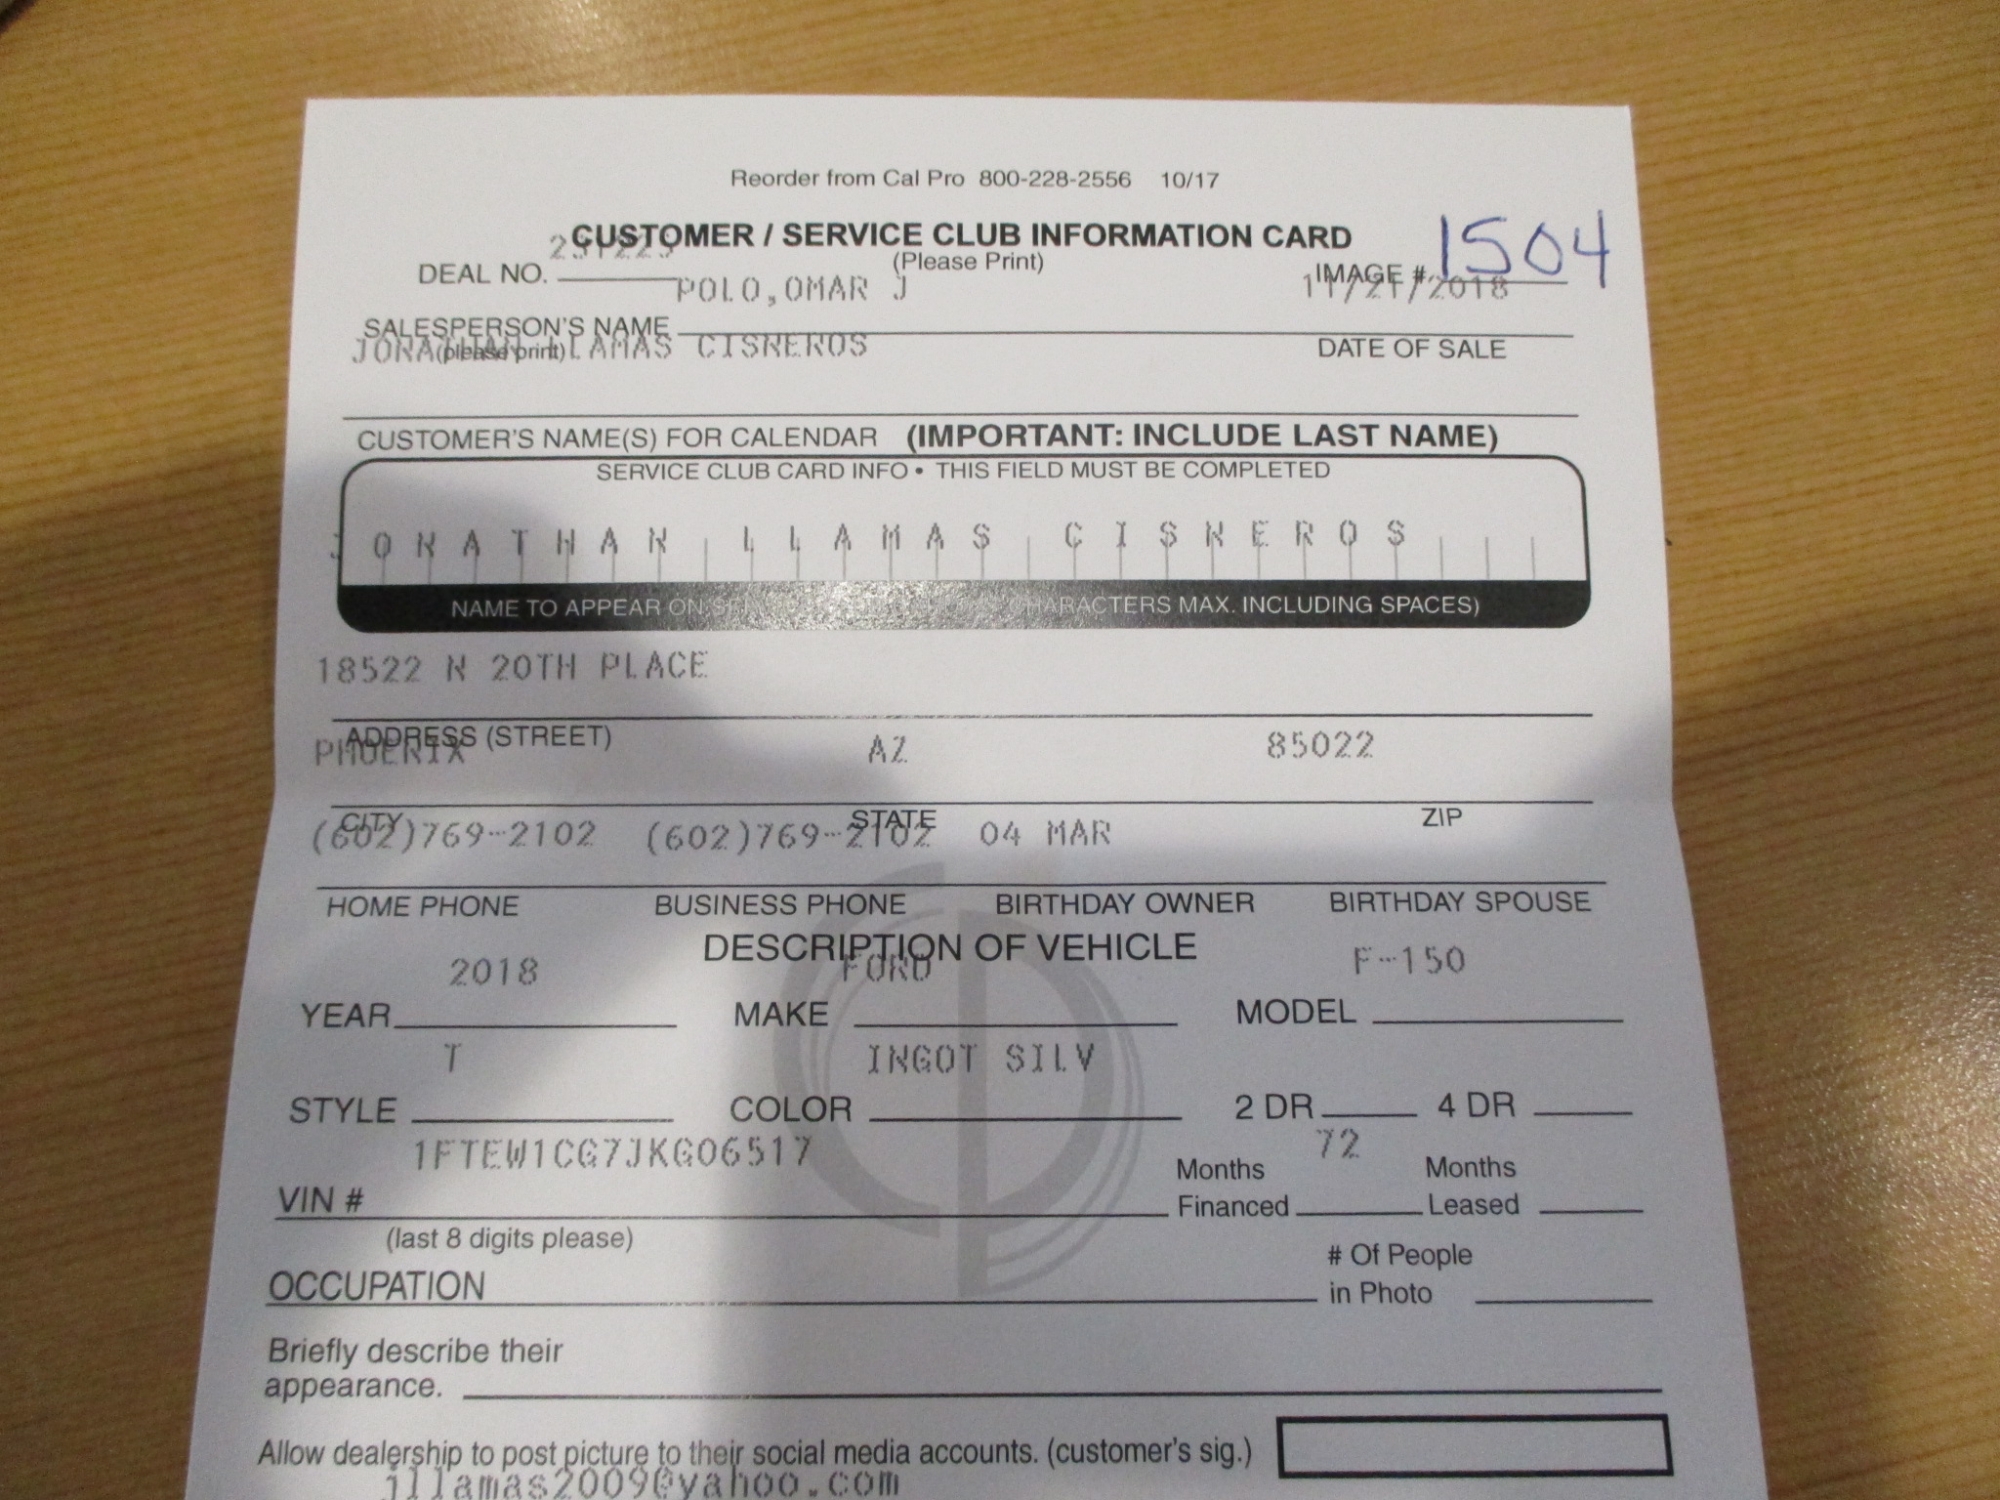 Reorder from Cal Pro 800-228-2556 10/17
CUSTOMER / SERVICE CLUB INFORMATION CARD
(Please Print)
DEAL NO. IMAGE # 1504
POLO,OMAR J 11/21/2018
SALESPERSON'S NAME
(please print) DATE OF SALE
JONATHAN LLAMAS CISNEROS
CUSTOMER'S NAME(S) FOR CALENDAR (IMPORTANT: INCLUDE LAST NAME)
SERVICE CLUB CARD INFO • THIS FIELD MUST BE COMPLETED
JONATHAN LLAMAS CISNEROS
NAME TO APPEAR ON CHARACTERS MAX. INCLUDING SPACES)
18522 N 20TH PLACE
ADDRESS (STREET)
PHOENIX AZ 85022
CITY STATE ZIP
(602)769-2102 (602)769-2102 04 MAR
HOME PHONE BUSINESS PHONE BIRTHDAY OWNER BIRTHDAY SPOUSE
DESCRIPTION OF VEHICLE
2018 FORD F-150
YEAR MAKE MODEL
T INGOT SILV
STYLE COLOR 2 DR 4 DR
1FTEW1CG7JKG06517 72
VIN # Months Financed Months Leased
(last 8 digits please)
OCCUPATION # Of People in Photo
Briefly describe their
appearance.
Allow dealership to post picture to their social media accounts. (customer's sig.)
jllamas2009@yahoo.com